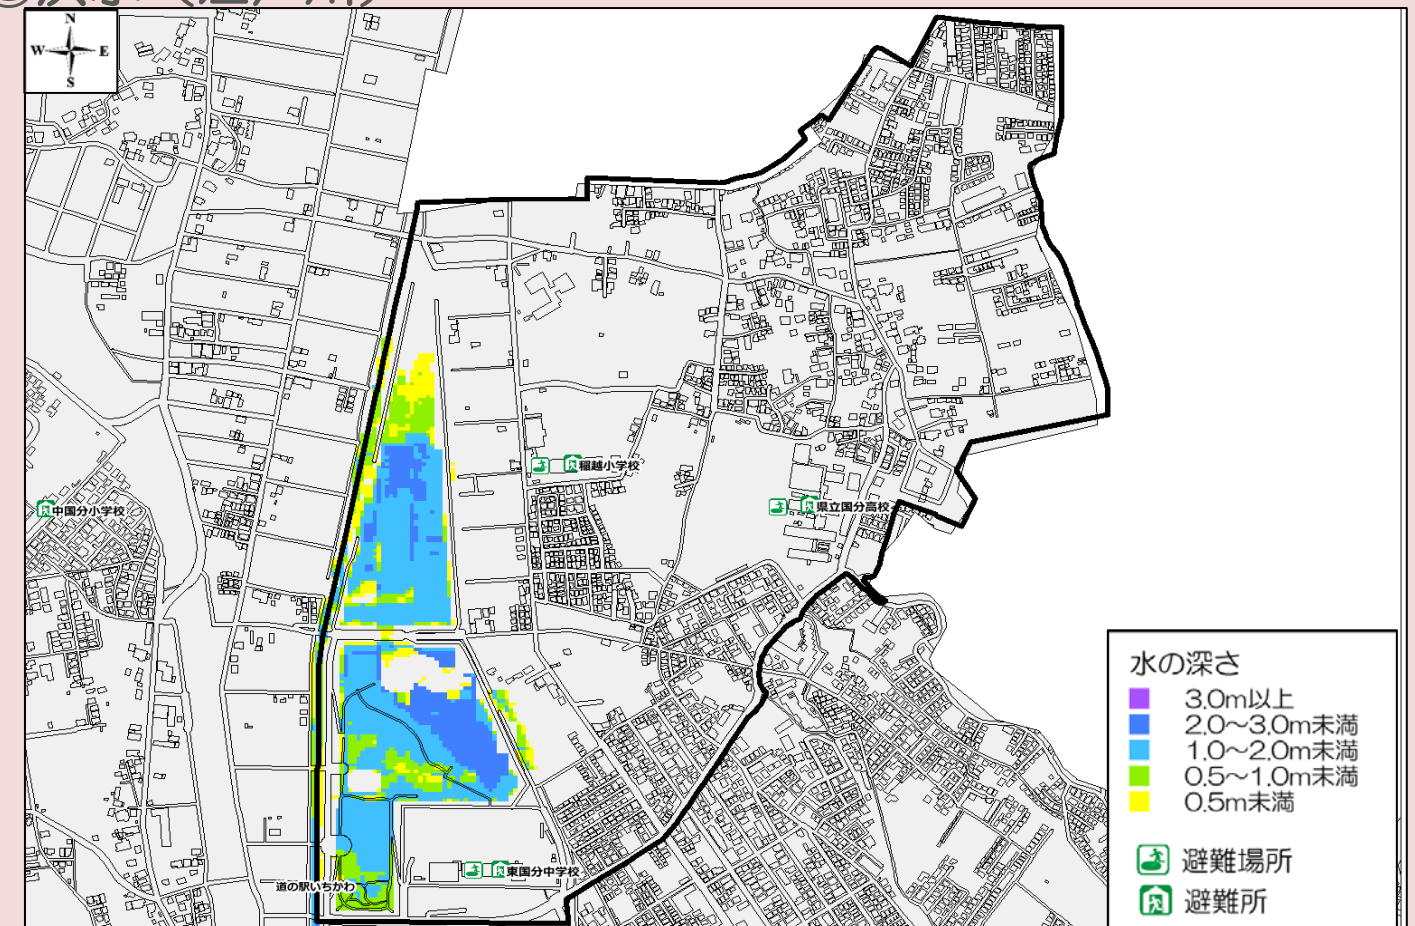 N
W E
S
稲越小学校
県立国分高校
中国分小学校
東国分中学校
道の駅いちかわ
水の深さ
3.0m以上
2.0～3.0m未満
1.0～2.0m未満
0.5～1.0m未満
0.5m未満
避難場所
避難所